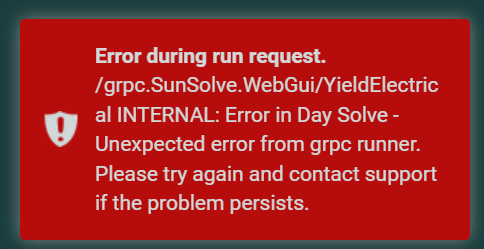 Error during run request.
/grpc.SunSolve.WebGui/YieldElectric
al INTERNAL: Error in Day Solve -
Unexpected error from grpc runner.
Please try again and contact support
if the problem persists.